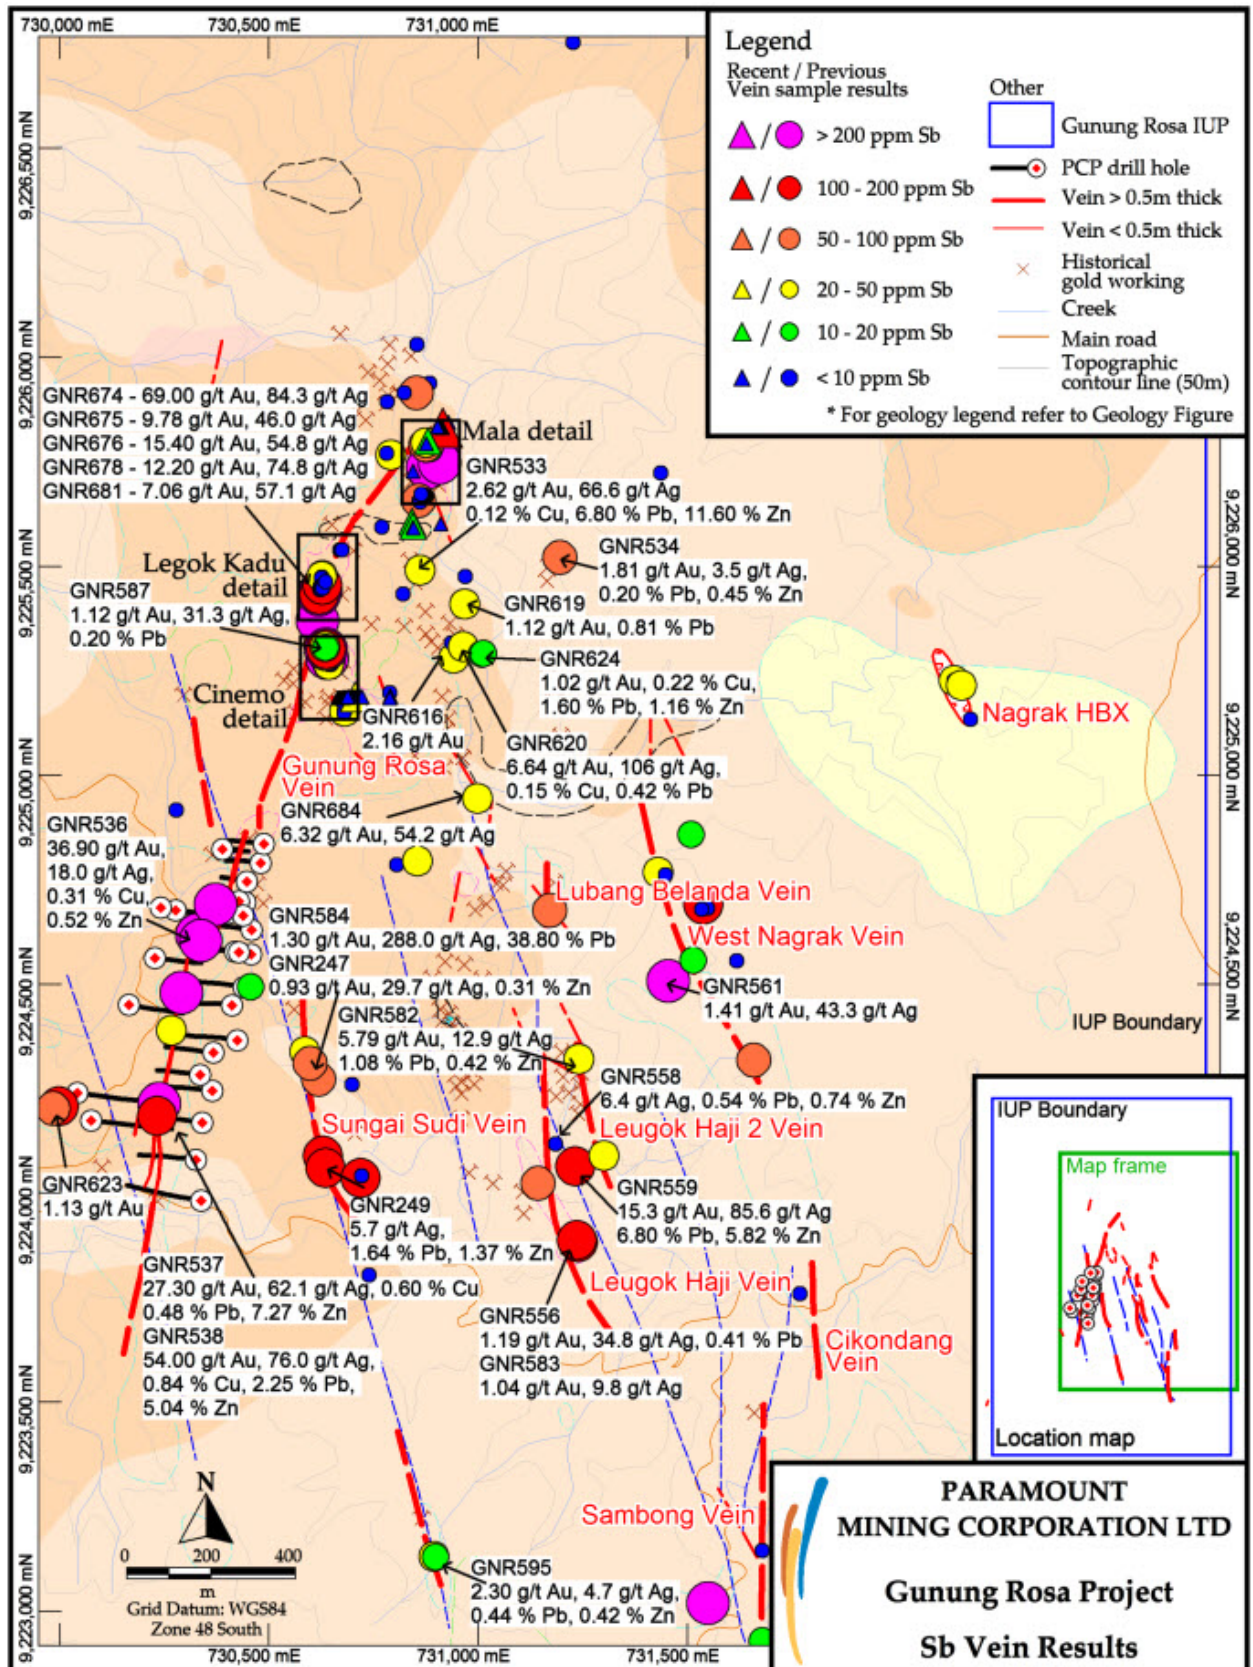 730,000 mE
730,500 mE
731,000 mE
Legend
Recent / Previous
Vein sample results
/ > 200 ppm Sb
/ 100 - 200 ppm Sb
/ 50 - 100 ppm Sb
/ 20 - 50 ppm Sb
/ 10 - 20 ppm Sb
/ < 10 ppm Sb
Other
Gunung Rosa IUP
PCP drill hole
Vein > 0.5m thick
Vein < 0.5m thick
Historical
gold working
Creek
Main road
Topographic
contour line (50m)
* For geology legend refer to Geology Figure
9,226,500 mN
9,226,000 mN
9,225,500 mN
9,225,000 mN
9,224,500 mN
9,224,000 mN
9,223,500 mN
9,223,000 mN
GNR674 - 69.00 g/t Au, 84.3 g/t Ag
GNR675 - 9.78 g/t Au, 46.0 g/t Ag
GNR676 - 15.40 g/t Au, 54.8 g/t Ag
GNR678 - 12.20 g/t Au, 74.8 g/t Ag
GNR681 - 7.06 g/t Au, 57.1 g/t Ag
Mala detail
GNR533
2.62 g/t Au, 66.6 g/t Ag
0.12 % Cu, 6.80 % Pb, 11.60 % Zn
GNR534
1.81 g/t Au, 3.5 g/t Ag,
0.20 % Pb, 0.45 % Zn
Legok Kadu
detail
GNR587
1.12 g/t Au, 31.3 g/t Ag,
0.20 % Pb
GNR619
1.12 g/t Au, 0.81 % Pb
GNR624
1.02 g/t Au, 0.22 % Cu,
1.60 % Pb, 1.16 % Zn
Cinemo
detail
GNR616
2.16 g/t Au
GNR620
6.64 g/t Au, 106 g/t Ag,
0.15 % Cu, 0.42 % Pb
Nagrak HBX
Gunung Rosa
Vein
GNR684
6.32 g/t Au, 54.2 g/t Ag
GNR536
36.90 g/t Au,
18.0 g/t Ag,
0.31 % Cu,
0.52 % Zn
Lubang Belanda Vein
GNR584
1.30 g/t Au, 288.0 g/t Ag, 38.80 % Pb
West Nagrak Vein
GNR247
0.93 g/t Au, 29.7 g/t Ag, 0.31 % Zn
GNR561
1.41 g/t Au, 43.3 g/t Ag
GNR582
5.79 g/t Au, 12.9 g/t Ag
1.08 % Pb, 0.42 % Zn
GNR558
6.4 g/t Ag, 0.54 % Pb, 0.74 % Zn
Sungai Sudi Vein
Leugok Haji 2 Vein
GNR623
1.13 g/t Au
GNR249
5.7 g/t Ag,
1.64 % Pb, 1.37 % Zn
GNR559
15.3 g/t Au, 85.6 g/t Ag
6.80 % Pb, 5.82 % Zn
GNR537
27.30 g/t Au, 62.1 g/t Ag, 0.60 % Cu
0.48 % Pb, 7.27 % Zn
GNR538
54.00 g/t Au, 76.0 g/t Ag,
0.84 % Cu, 2.25 % Pb,
5.04 % Zn
Leugok Haji Vein
GNR556
1.19 g/t Au, 34.8 g/t Ag, 0.41 % Pb
GNR583
1.04 g/t Au, 9.8 g/t Ag
Cikondang
Vein
Sambong Vein
GNR595
2.30 g/t Au, 4.7 g/t Ag,
0.44 % Pb, 0.42 % Zn
9,226,000 mN
9,225,500 mN
9,225,000 mN
9,224,500 mN
IUP Boundary
IUP Boundary
Map frame
Location map
N
0 200 400
m
Grid Datum: WGS84
Zone 48 South
730,500 mE
731,000 mE
731,500 mE
PARAMOUNT
MINING CORPORATION LTD
Gunung Rosa Project
Sb Vein Results